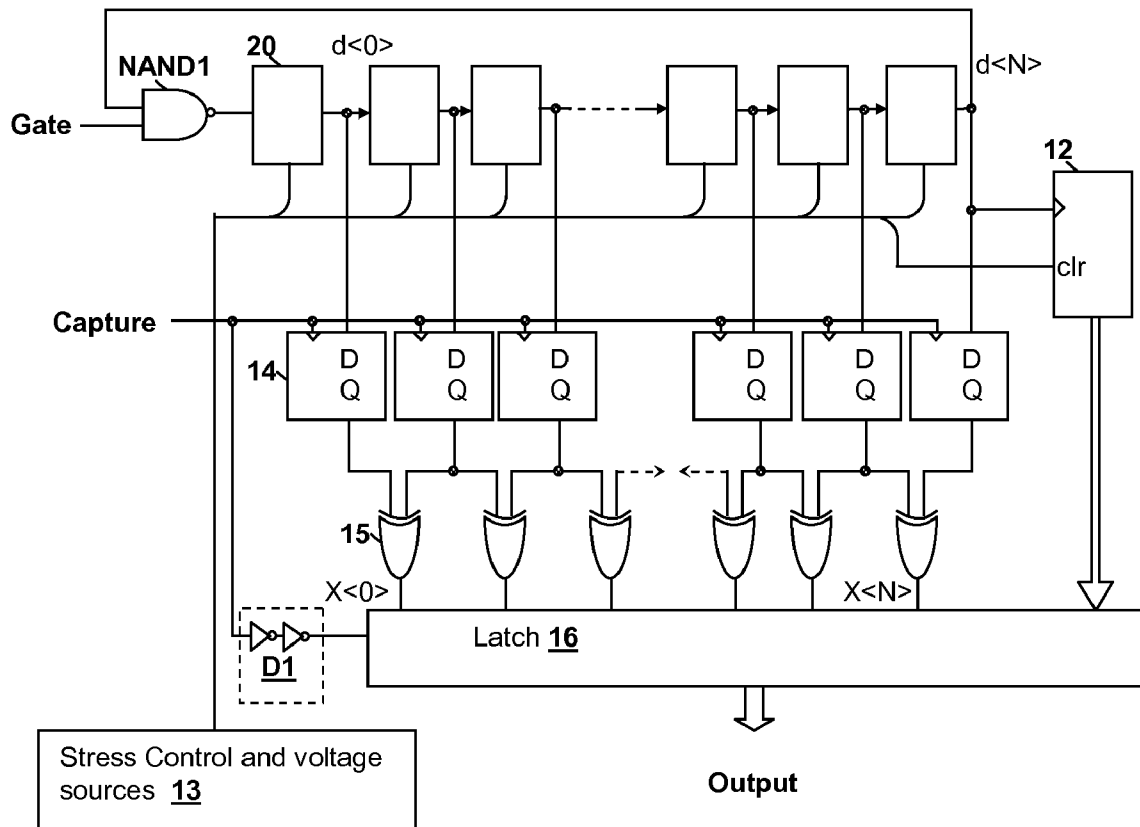 20
d<0>
NAND1
d<N>
Gate
12
clr
Capture
14
D
Q
D
Q
D
Q
D
Q
D
Q
D
Q
15
X<0>
X<N>
Latch 16
D1
Stress Control and voltage
sources 13
Output